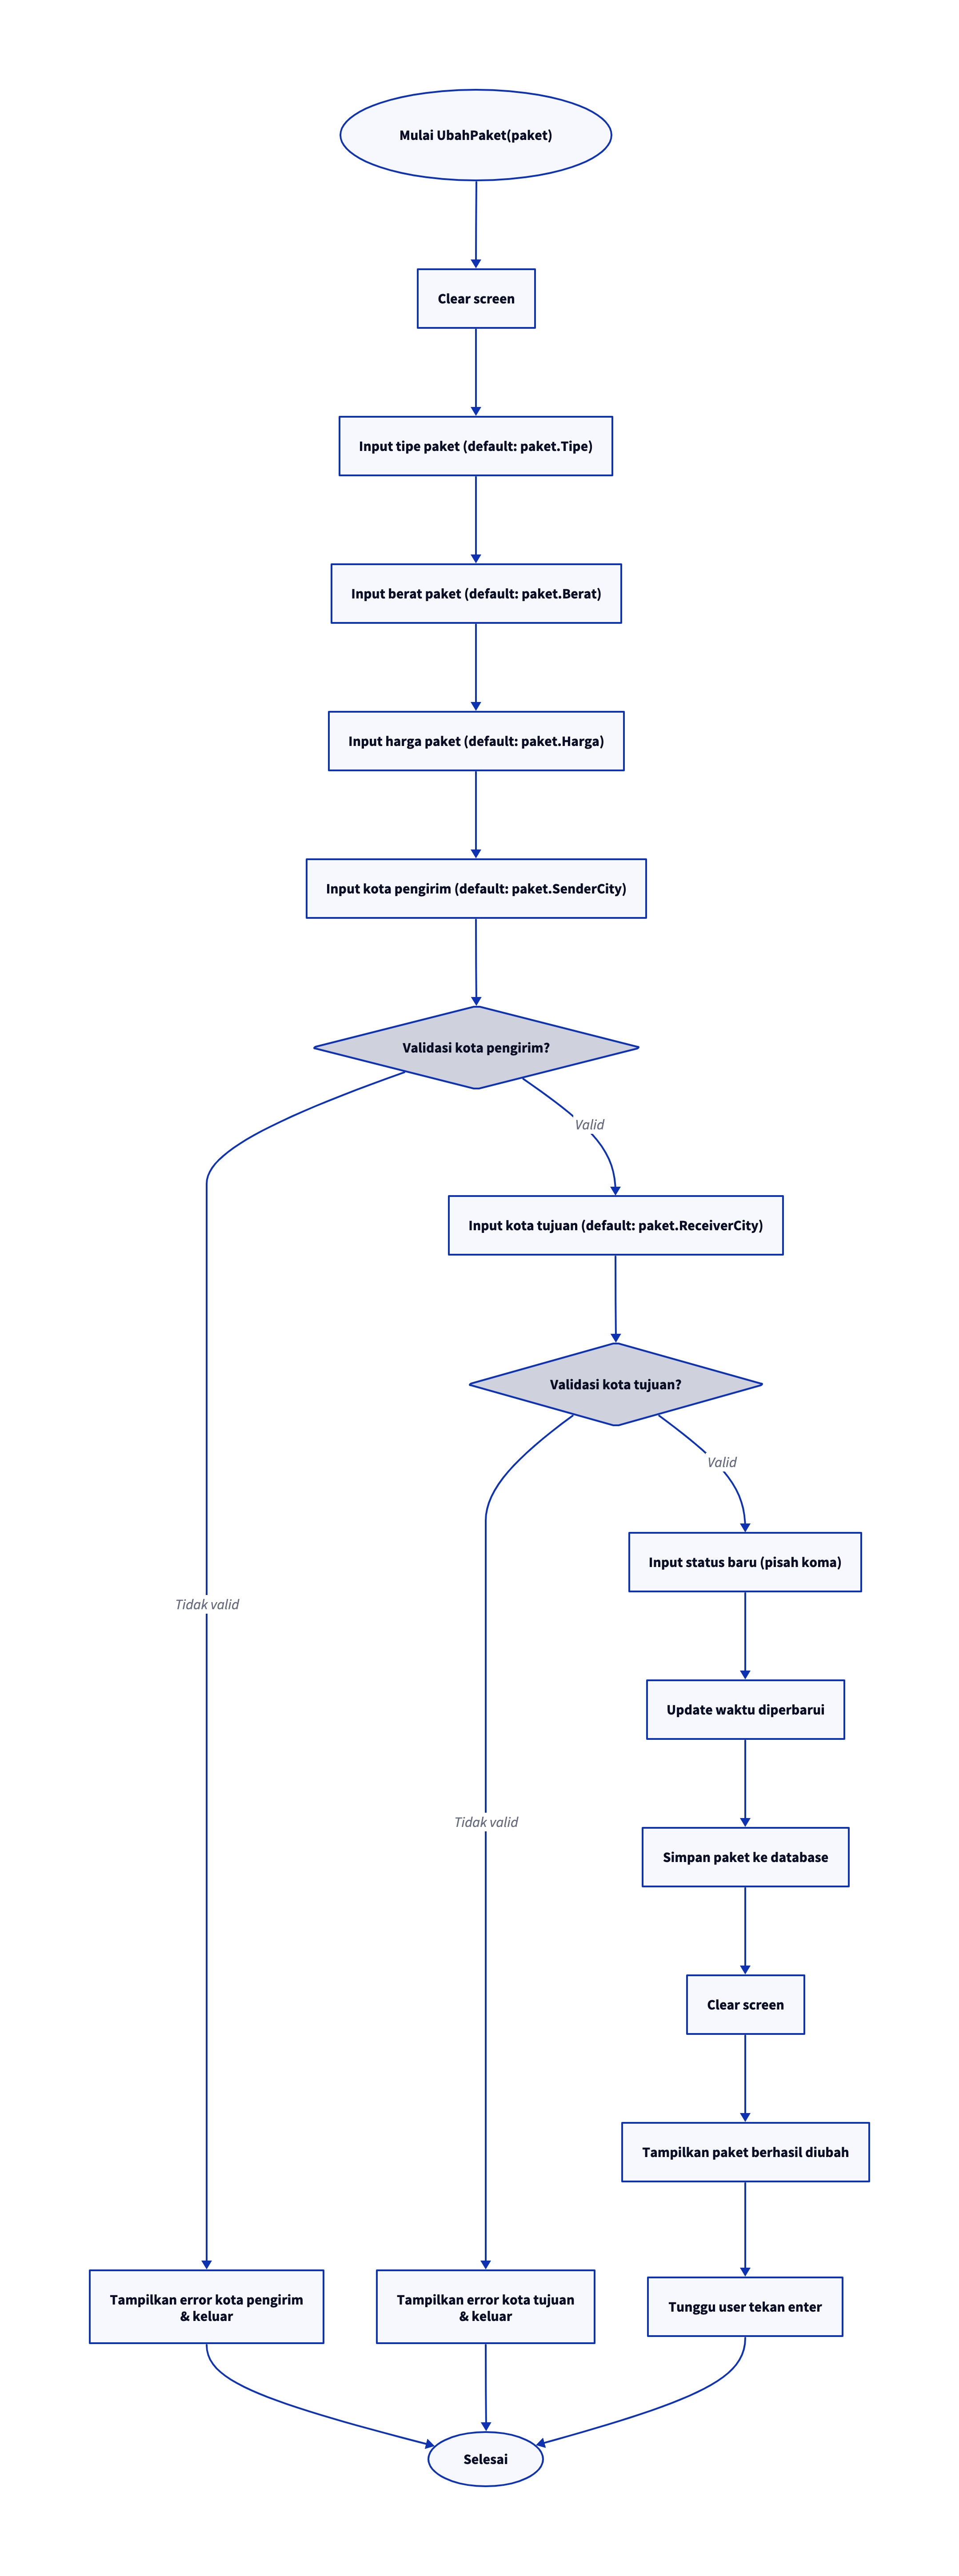 Mulai UbahPaket(paket)
Clear screen
Input tipe paket (default: paket.Tipe)
Input berat paket (default: paket.Berat)
Input harga paket (default: paket.Harga)
Input kota pengirim (default: paket.SenderCity)
Validasi kota pengirim?
Valid
Input kota tujuan (default: paket.ReceiverCity)
Validasi kota tujuan?
Valid
Input status baru (pisah koma)
Tidak valid
Update waktu diperbarui
Tidak valid
Simpan paket ke database
Clear screen
Tampilkan paket berhasil diubah
Tampilkan error kota pengirim
& keluar
Tampilkan error kota tujuan
& keluar
Tunggu user tekan enter
Selesai